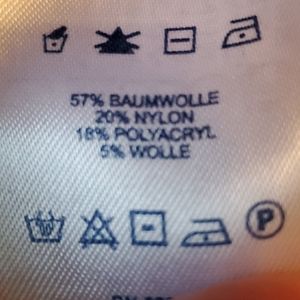 57% BAUMWOLLE
20% NYLON
18% POLYACRYL
5% WOLLE
P